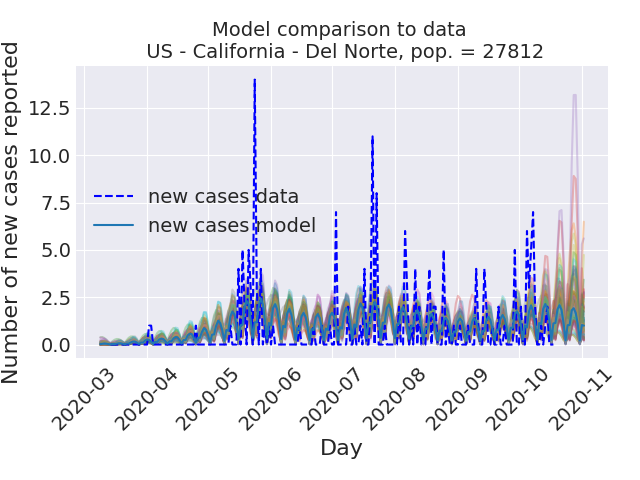 Model comparison to data
US - California - Del Norte, pop. = 27812
Number of new cases reported
12.5
10.0
7.5
5.0
2.5
0.0
new cases data
new cases model
2020-03
2020-04
2020-05
2020-06
2020-07
2020-08
2020-09
2020-10
2020-11
Day